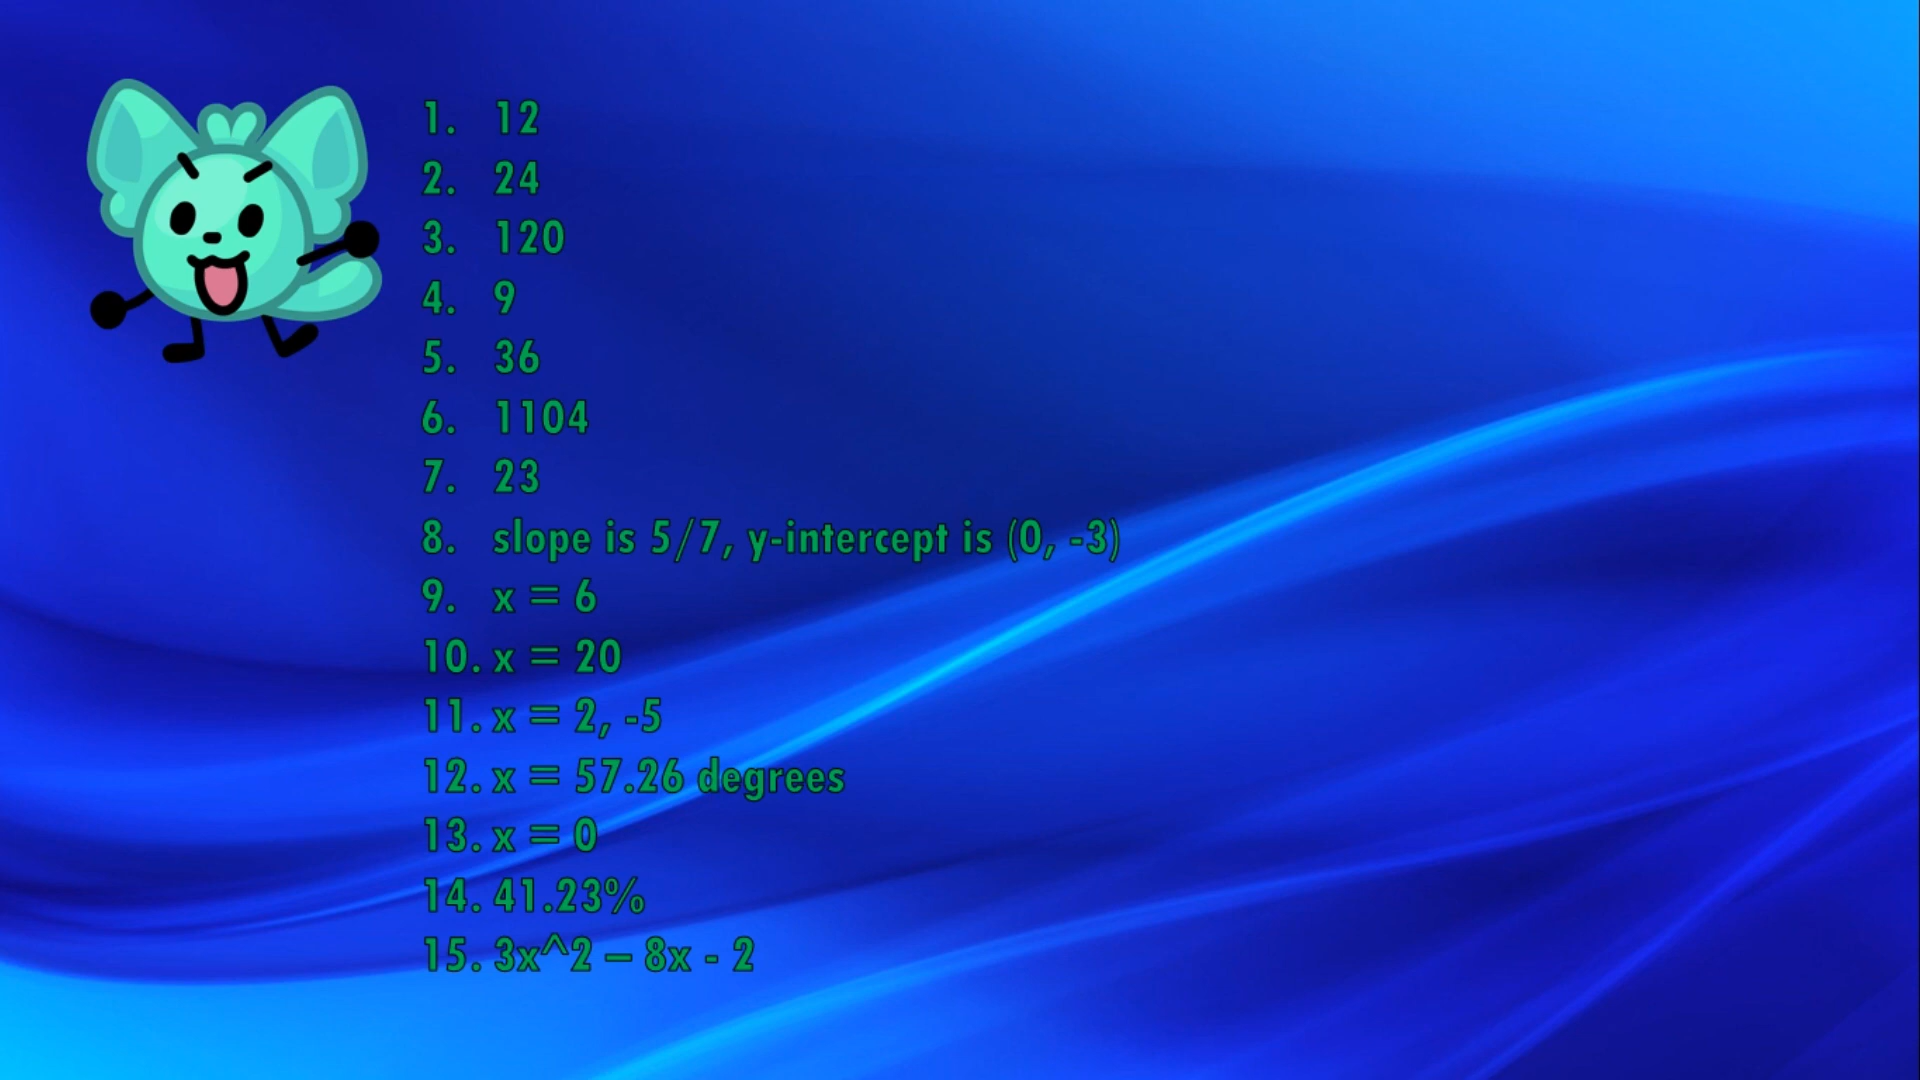 1. 12
2. 24
3. 120
4. 9
5. 36
6. 1104
7. 23
8. slope is 5/7, y-intercept is (0, -3)
9. x = 6
10. x = 20
11. x = 2, -5
12. x = 57.26 degrees
13. x = 0
14. 41.23%
15. 3x^2 – 8x - 2